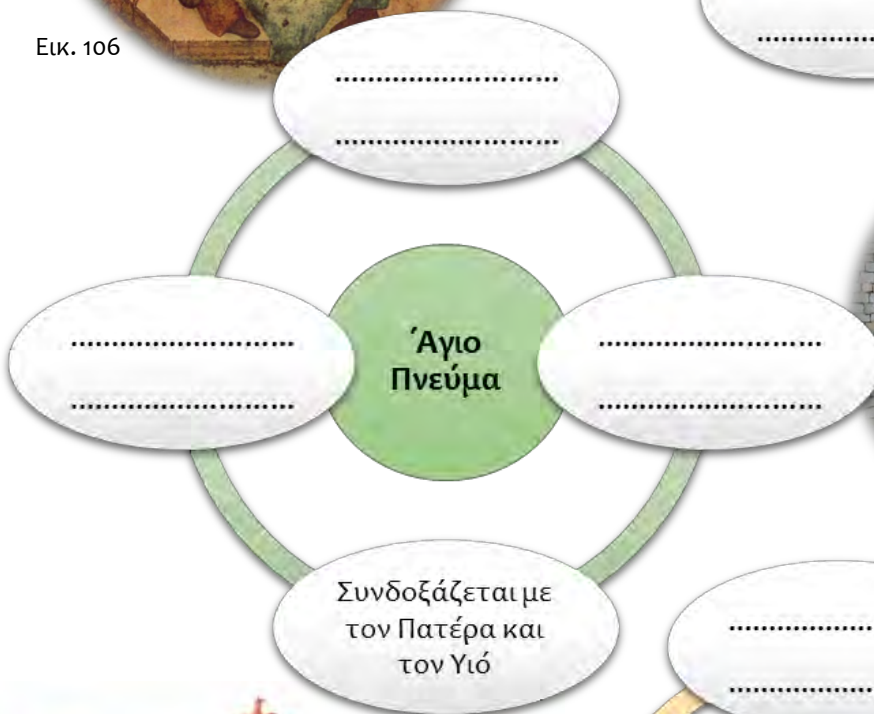 Εικ. 106
Άγιο
Πνεύμα
Συνδοξάζεται με
τον Πατέρα και
τον Υιό